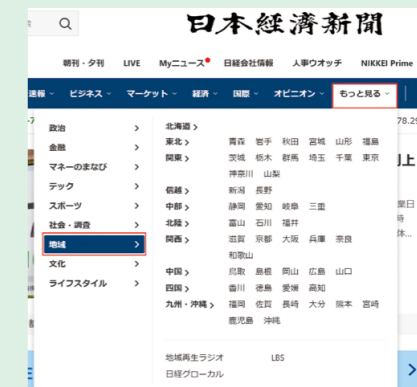 日本経済新聞
朝刊・夕刊 LIVE Myニュース 日経会社情報 人事ウオッチ NIKKEI Prime
速報 ビジネス マーケット 経済 国際 オピニオン もっと見る
78.29
政治
金融
マネーのまなび
テック
スポーツ
社会・調査
地域
文化
ライフスタイル
北海道
東北 青森 岩手 秋田 宮城 山形 福島
関東 茨城 栃木 群馬 埼玉 千葉 東京
神奈川 山梨
信越 新潟 長野
中部 静岡 愛知 岐阜 三重
北陸 富山 石川 福井
関西 滋賀 京都 大阪 兵庫 奈良
和歌山
中国 鳥取 島根 岡山 広島 山口
四国 香川 徳島 愛媛 高知
九州・沖縄 福岡 佐賀 長崎 大分 熊本 宮崎
鹿児島 沖縄
地域再生ラジオ LBS
日経グローカル